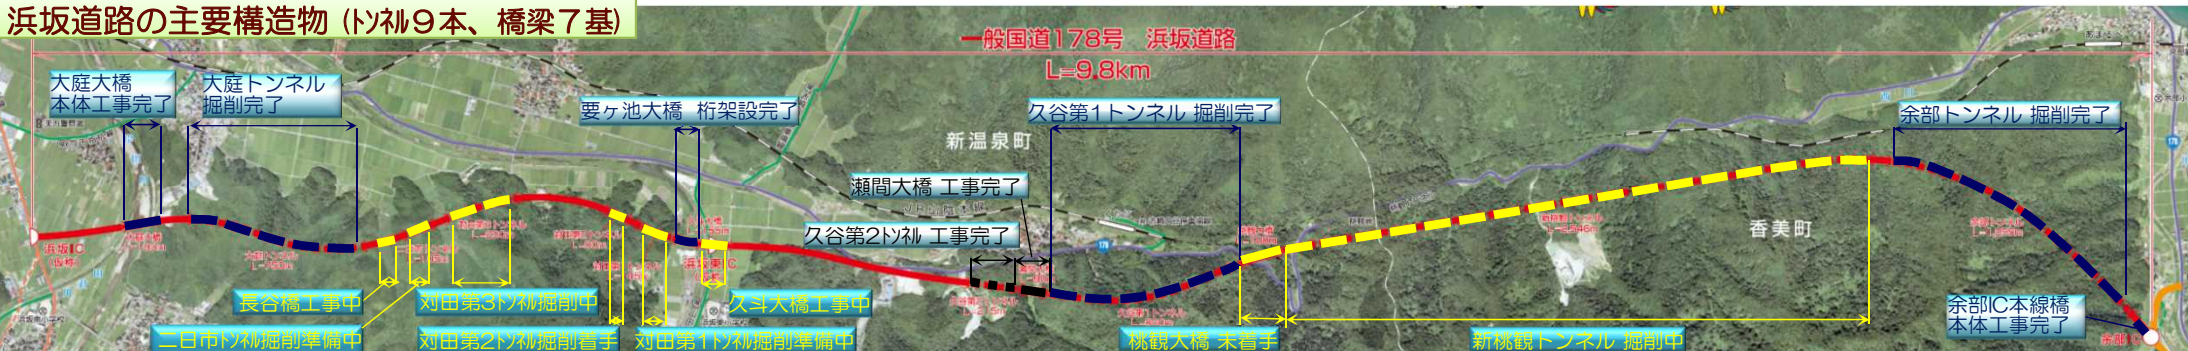 浜坂道路の主要構造物 (ﾄﾝﾈﾙ９本、橋梁７基)
一般国道178号　浜坂道路
L=9.8km
大庭大橋
本体工事完了
大庭トンネル
掘削完了
要ヶ池大橋 桁架設完了
新温泉町
久谷第１トンネル 掘削完了
余部トンネル 掘削完了
瀬間大橋 工事完了
久谷第２ﾄﾝﾈﾙ 工事完了
香美町
178
178
浜坂IC
(仮称)
浜坂東IC
長谷橋工事中
対田第３ﾄﾝﾈﾙ掘削中
久斗大橋工事中
余部IC本線橋
本体工事完了
二日市ﾄﾝﾈﾙ掘削準備中
対田第２ﾄﾝﾈﾙ掘削着手
対田第１ﾄﾝﾈﾙ掘削準備中
桃観大橋 未着手
新桃観トンネル 掘削中
余部IC